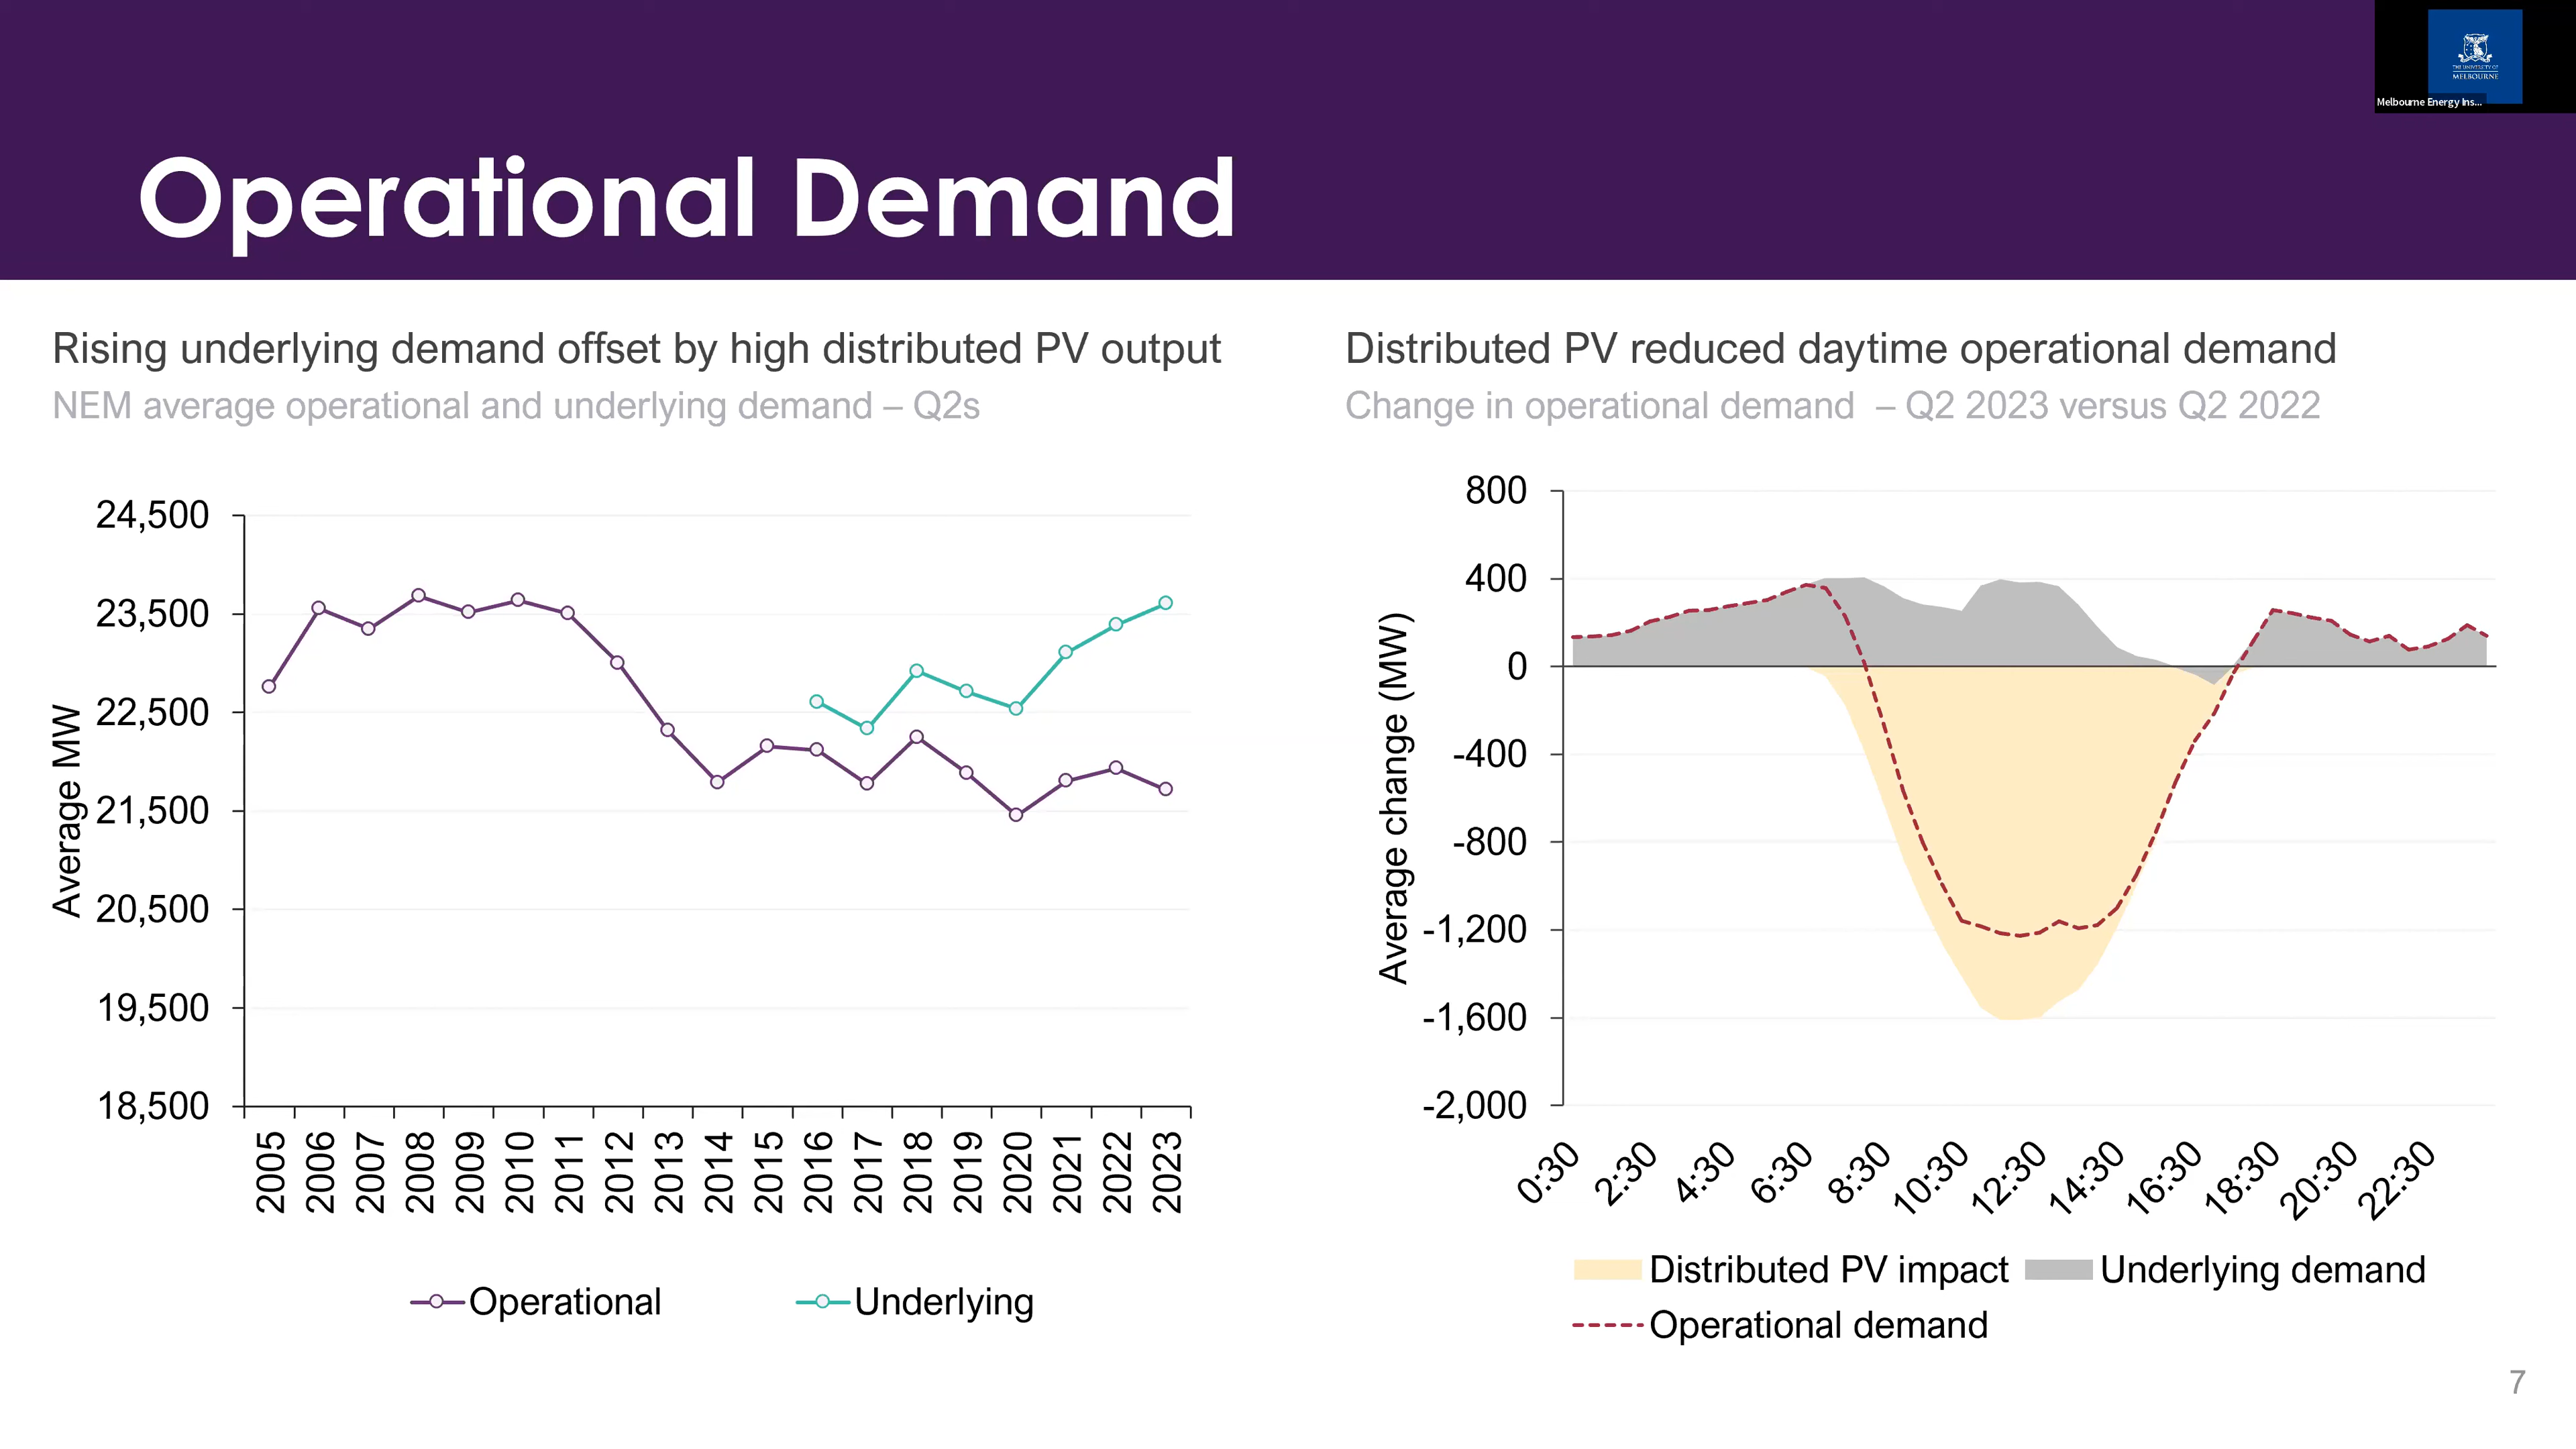 THE UNIVERSITY OF
MELBOURNE
Melbourne Energy Ins...
Operational Demand
Rising underlying demand offset by high distributed PV output
NEM average operational and underlying demand – Q2s
Average MW
24,500
23,500
22,500
21,500
20,500
19,500
18,500
2005 2006 2007 2008 2009 2010 2011 2012 2013 2014 2015 2016 2017 2018 2019 2020 2021 2022 2023
Operational Underlying
Distributed PV reduced daytime operational demand
Change in operational demand – Q2 2023 versus Q2 2022
Average change (MW)
800
400
0
-400
-800
-1,200
-1,600
-2,000
0:30 2:30 4:30 6:30 8:30 10:30 12:30 14:30 16:30 18:30 20:30 22:30
Distributed PV impact Underlying demand
Operational demand
7